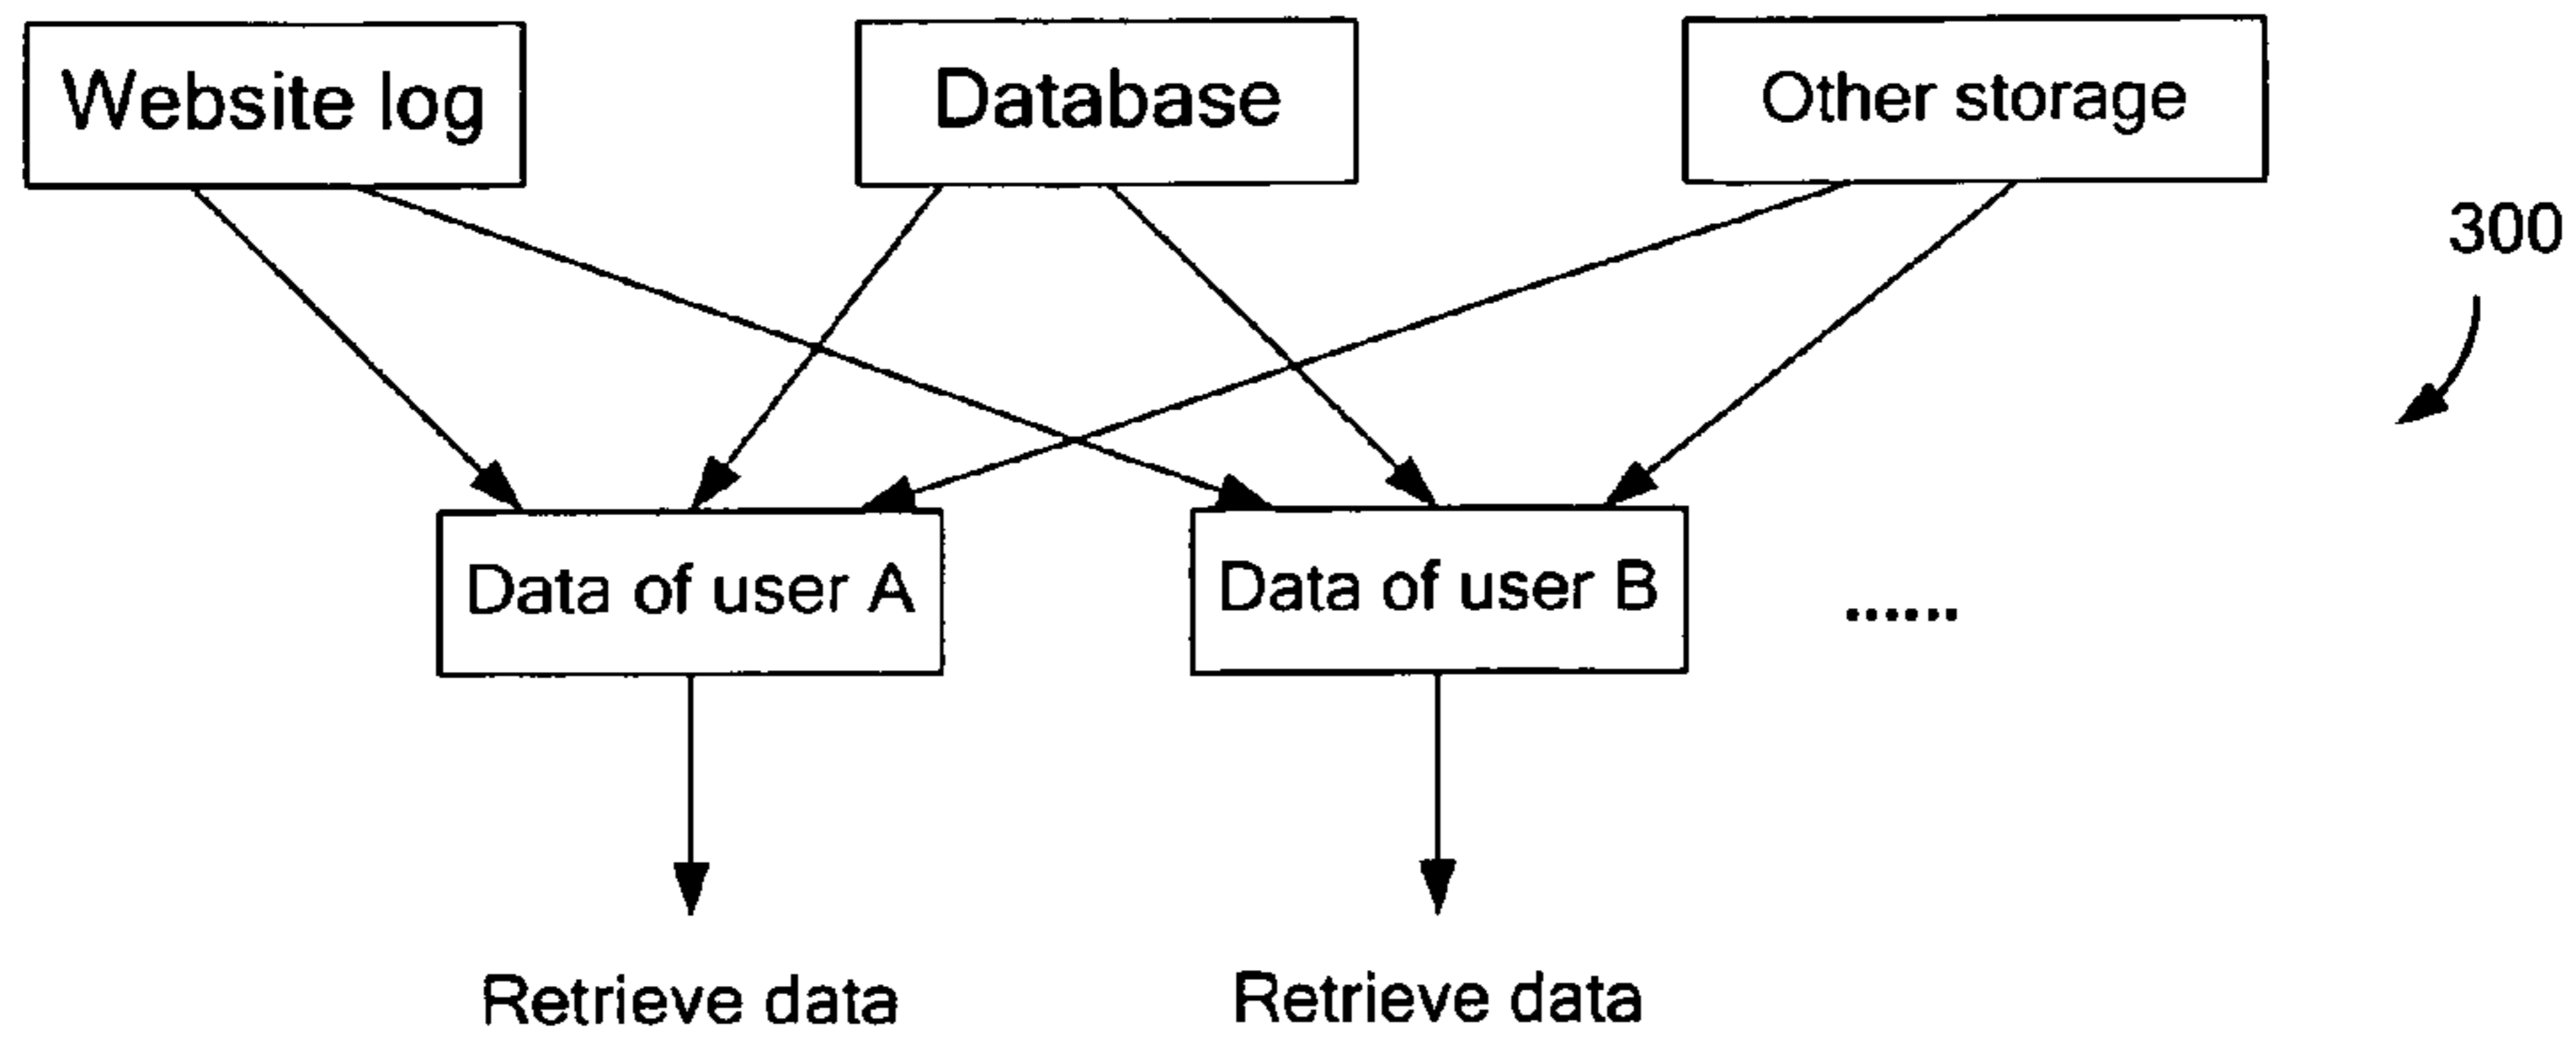 Website log
Database
Other storage
300
Data of user A
Data of user B
......
Retrieve data
Retrieve data